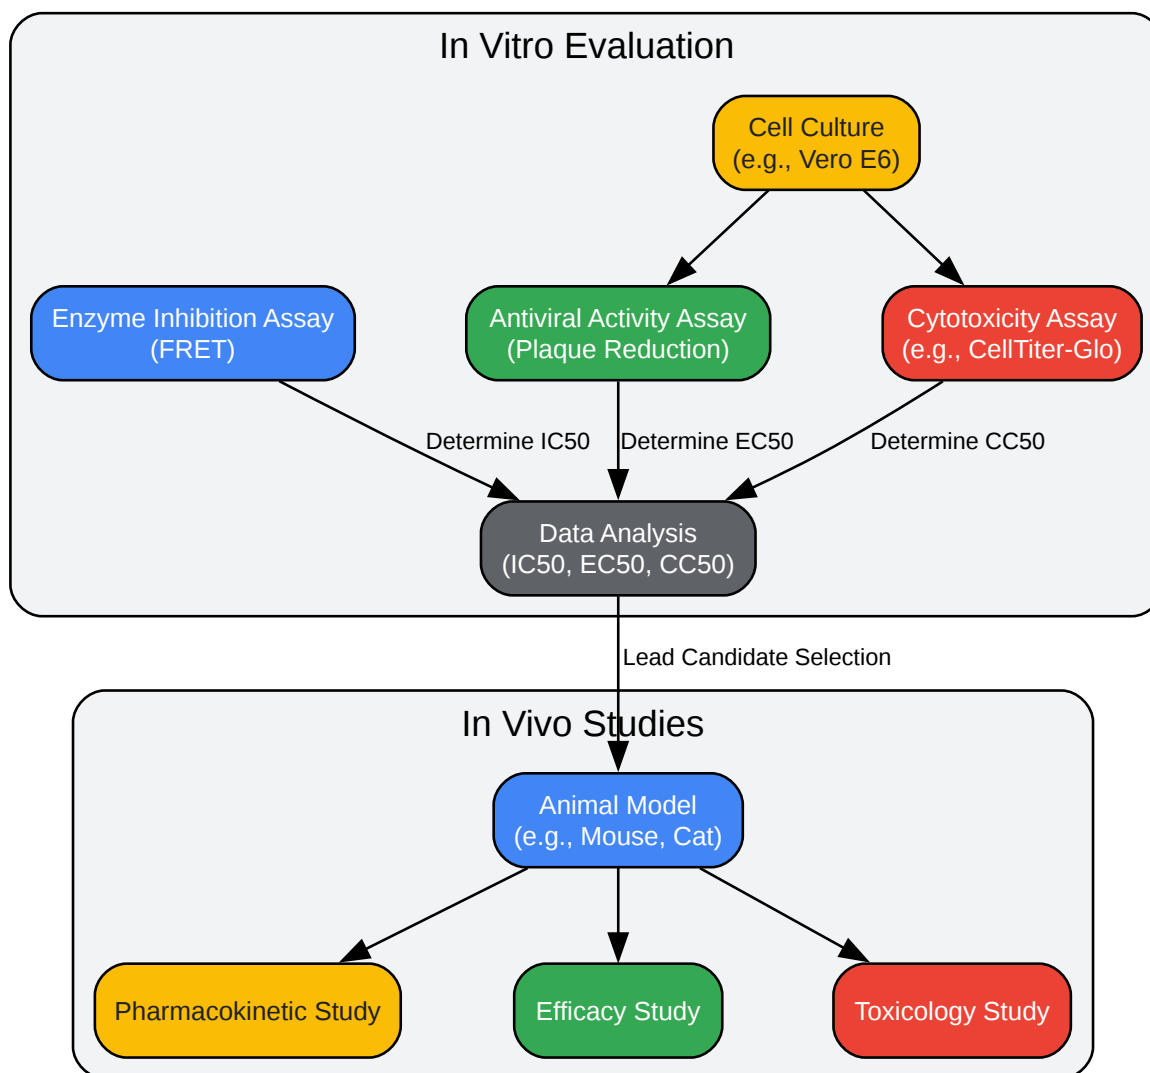 In Vitro Evaluation
Cell Culture
(e.g., Vero E6)
Enzyme Inhibition Assay
(FRET)
Antiviral Activity Assay
(Plaque Reduction)
Cytotoxicity Assay
(e.g., CellTiter-Glo)
Determine IC50
Determine EC50
Determine CC50
Data Analysis
(IC50, EC50, CC50)
Lead Candidate Selection
In Vivo Studies
Animal Model
(e.g., Mouse, Cat)
Pharmacokinetic Study
Efficacy Study
Toxicology Study